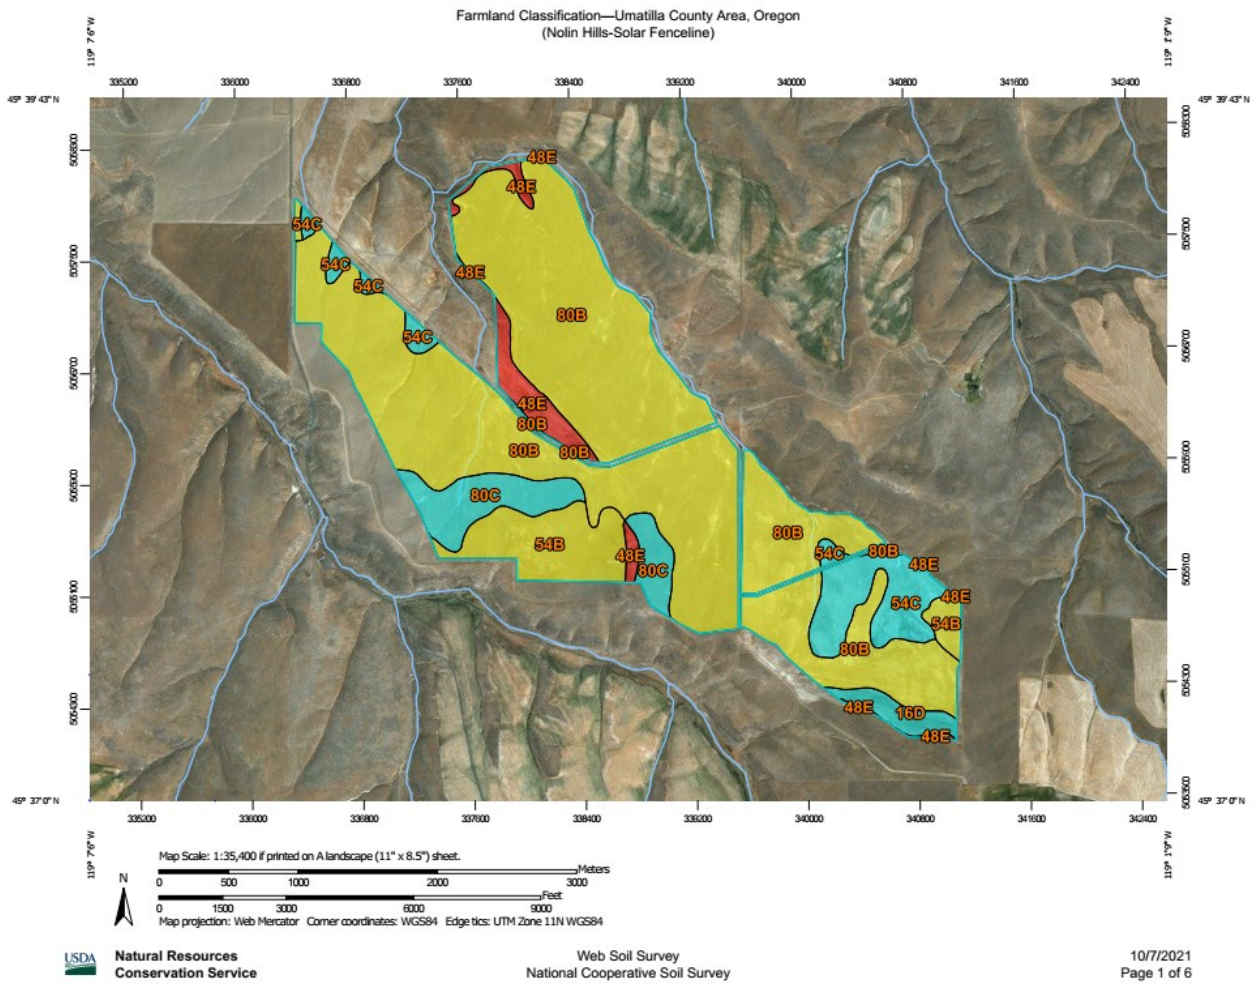 Farmland Classification—Umatilla County Area, Oregon
(Nolin Hills-Solar Fenceline)
119° 7' 6" W
119° 1' 9" W
335200 336000 336800 337600 338400 339200 340000 340800 341600 342400
45° 39' 43" N
45° 39' 43" N
48E
48E
54C
54C
48E
54C
80B
54C
48E
80B
80B
80B
80C
80B
54B
48E
80C
54C
80B
48E
54C
48E
54B
80B
48E
16D
48E
45° 37' 0" N
45° 37' 0" N
335200 336000 336800 337600 338400 339200 340000 340800 341600 342400
119° 7' 6" W
119° 1' 9" W
Map Scale: 1:35,400 if printed on A landscape (11" x 8.5") sheet.
N
Meters
0 500 1000 2000 3000
Feet
0 1500 3000 6000 9000
Map projection: Web Mercator Corner coordinates: WGS84 Edge tics: UTM Zone 11N WGS84
USDA
Natural Resources
Conservation Service
Web Soil Survey
National Cooperative Soil Survey
10/7/2021
Page 1 of 6